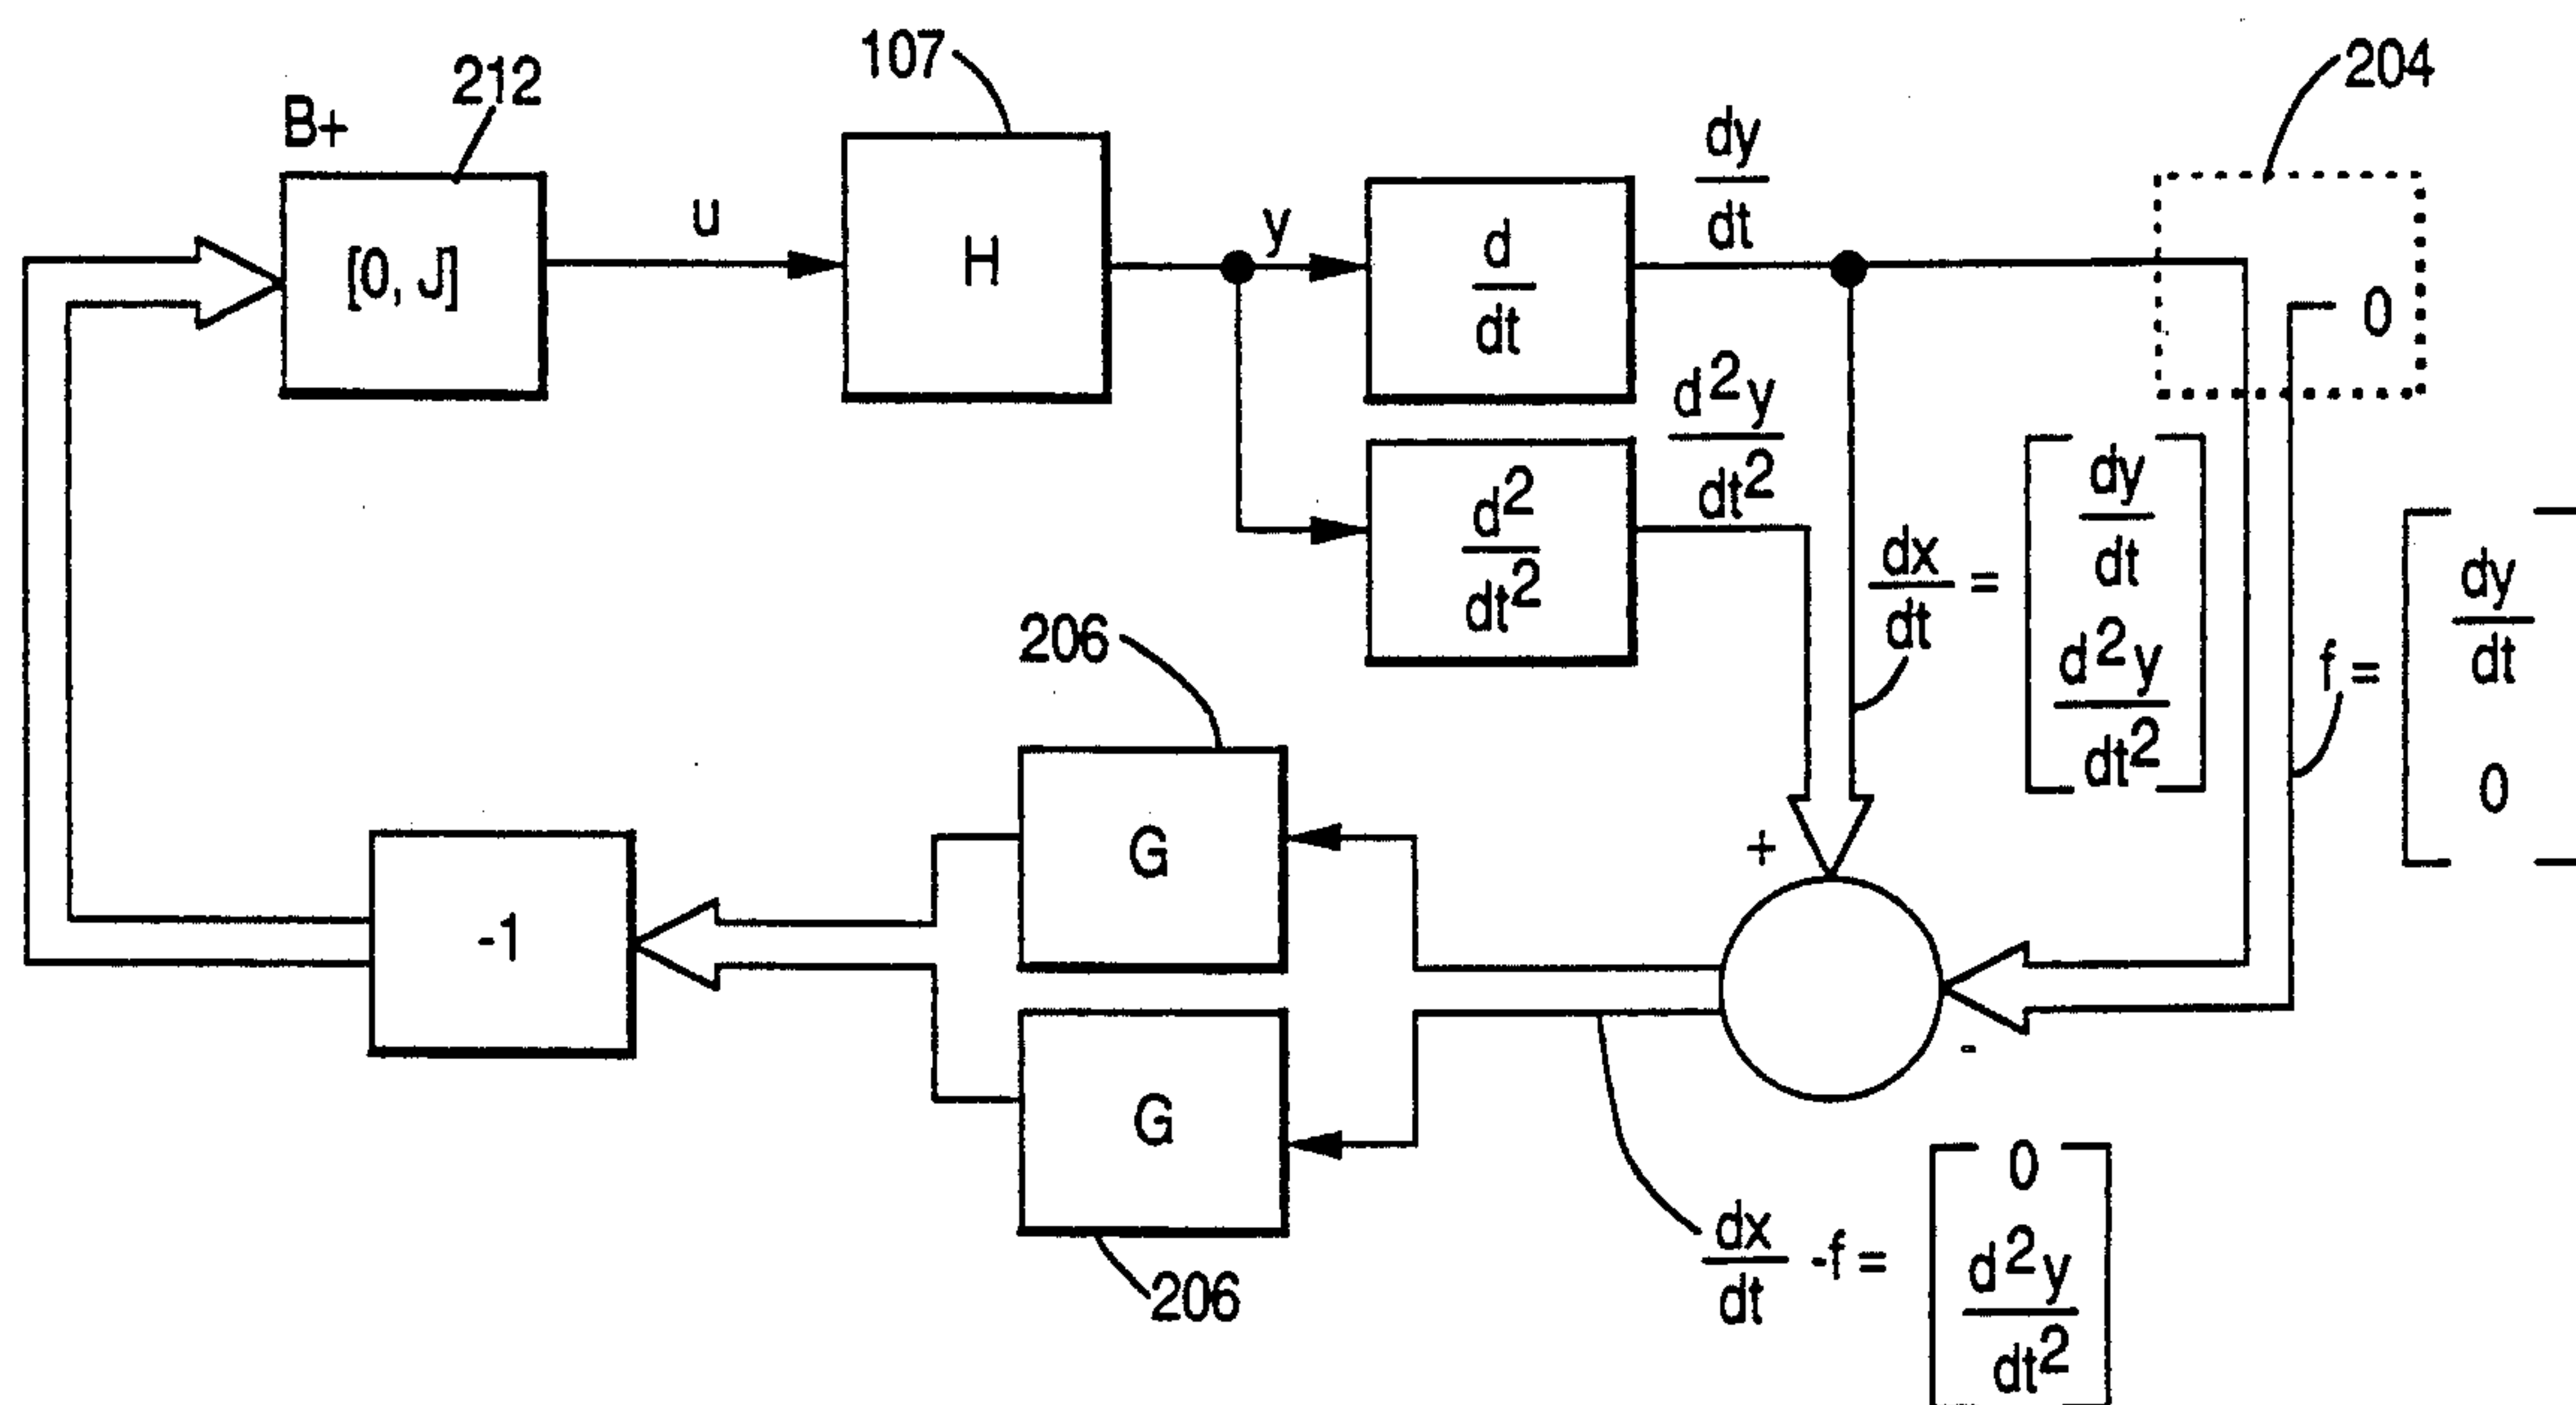 212
B+
[0, J]
u
107
H
y
d
dt
dy
dt
204
0
d2
dt2
d2y
dt2
dx
dt
=
dy
dt
d2y
dt2
f =
dy
dt
0
206
G
+
-
-1
G
206
dx
dt
-f =
0
d2y
dt2